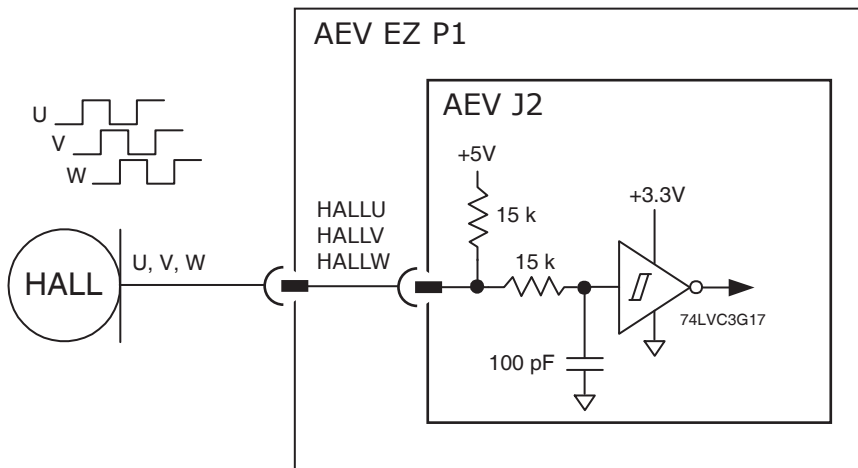 AEV EZ P1
AEV J2
U
V
W
+5V
+3.3V
15 k
HALLU
HALLV
HALLW
15 k
HALL
U, V, W
74LVC3G17
100 pF